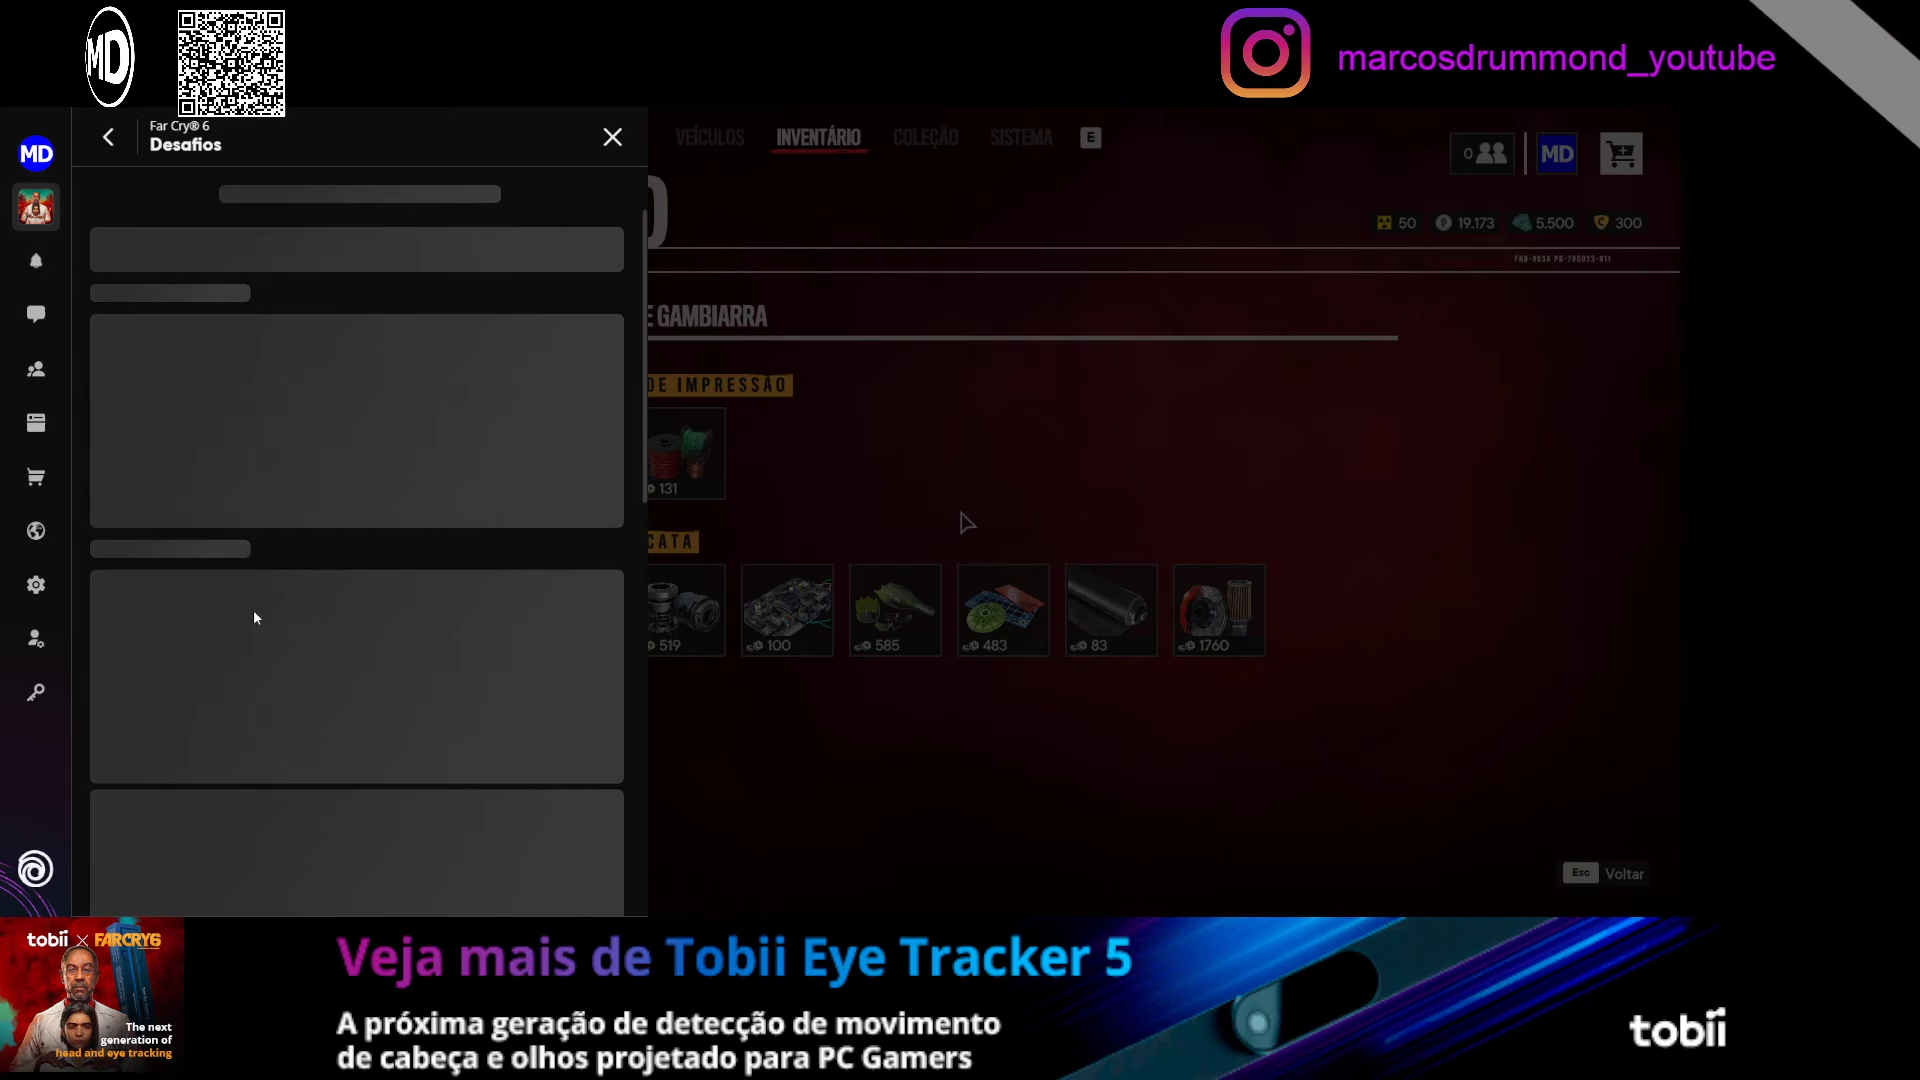 MD
marcosdrummond_youtube
MD
Far Cry® 6
Desafios
VEÍCULOS
INVENTÁRIO
COLEÇÃO
SISTEMA
E
0
MD
50
19.173
5.500
300
E GAMBIARRA
DE IMPRESSÃO
131
CATA
519
100
585
483
83
1760
Esc
Voltar
tobii × FARCRY6
The next
generation of
head and eye tracking
Veja mais de Tobii Eye Tracker 5
A próxima geração de detecção de movimento
de cabeça e olhos projetado para PC Gamers
tobii